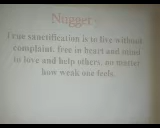 Nugget
True sanctification is to live without
complaint, free in heart and mind
to love and help others, no matter
how weak one feels.